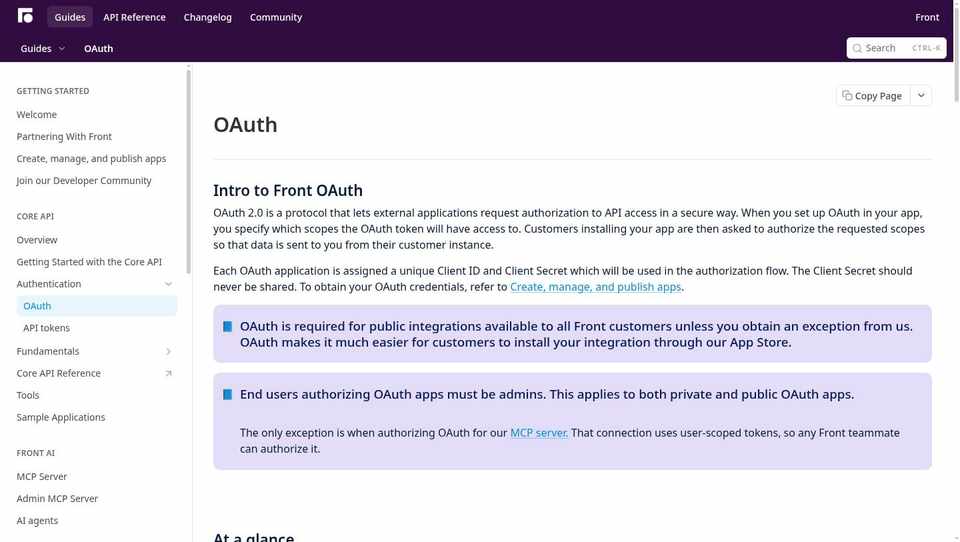 Guides API Reference Changelog Community Front
Guides OAuth Search CTRL-K
GETTING STARTED
Welcome
Partnering With Front
Create, manage, and publish apps
Join our Developer Community
CORE API
Overview
Getting Started with the Core API
Authentication
OAuth
API tokens
Fundamentals
Core API Reference
Tools
Sample Applications
FRONT AI
MCP Server
Admin MCP Server
AI agents
Copy Page
OAuth
Intro to Front OAuth
OAuth 2.0 is a protocol that lets external applications request authorization to API access in a secure way. When you set up OAuth in your app,
you specify which scopes the OAuth token will have access to. Customers installing your app are then asked to authorize the requested scopes
so that data is sent to you from their customer instance.
Each OAuth application is assigned a unique Client ID and Client Secret which will be used in the authorization flow. The Client Secret should
never be shared. To obtain your OAuth credentials, refer to Create, manage, and publish apps.
OAuth is required for public integrations available to all Front customers unless you obtain an exception from us.
OAuth makes it much easier for customers to install your integration through our App Store.
End users authorizing OAuth apps must be admins. This applies to both private and public OAuth apps.
The only exception is when authorizing OAuth for our MCP server. That connection uses user-scoped tokens, so any Front teammate
can authorize it.
At a glance